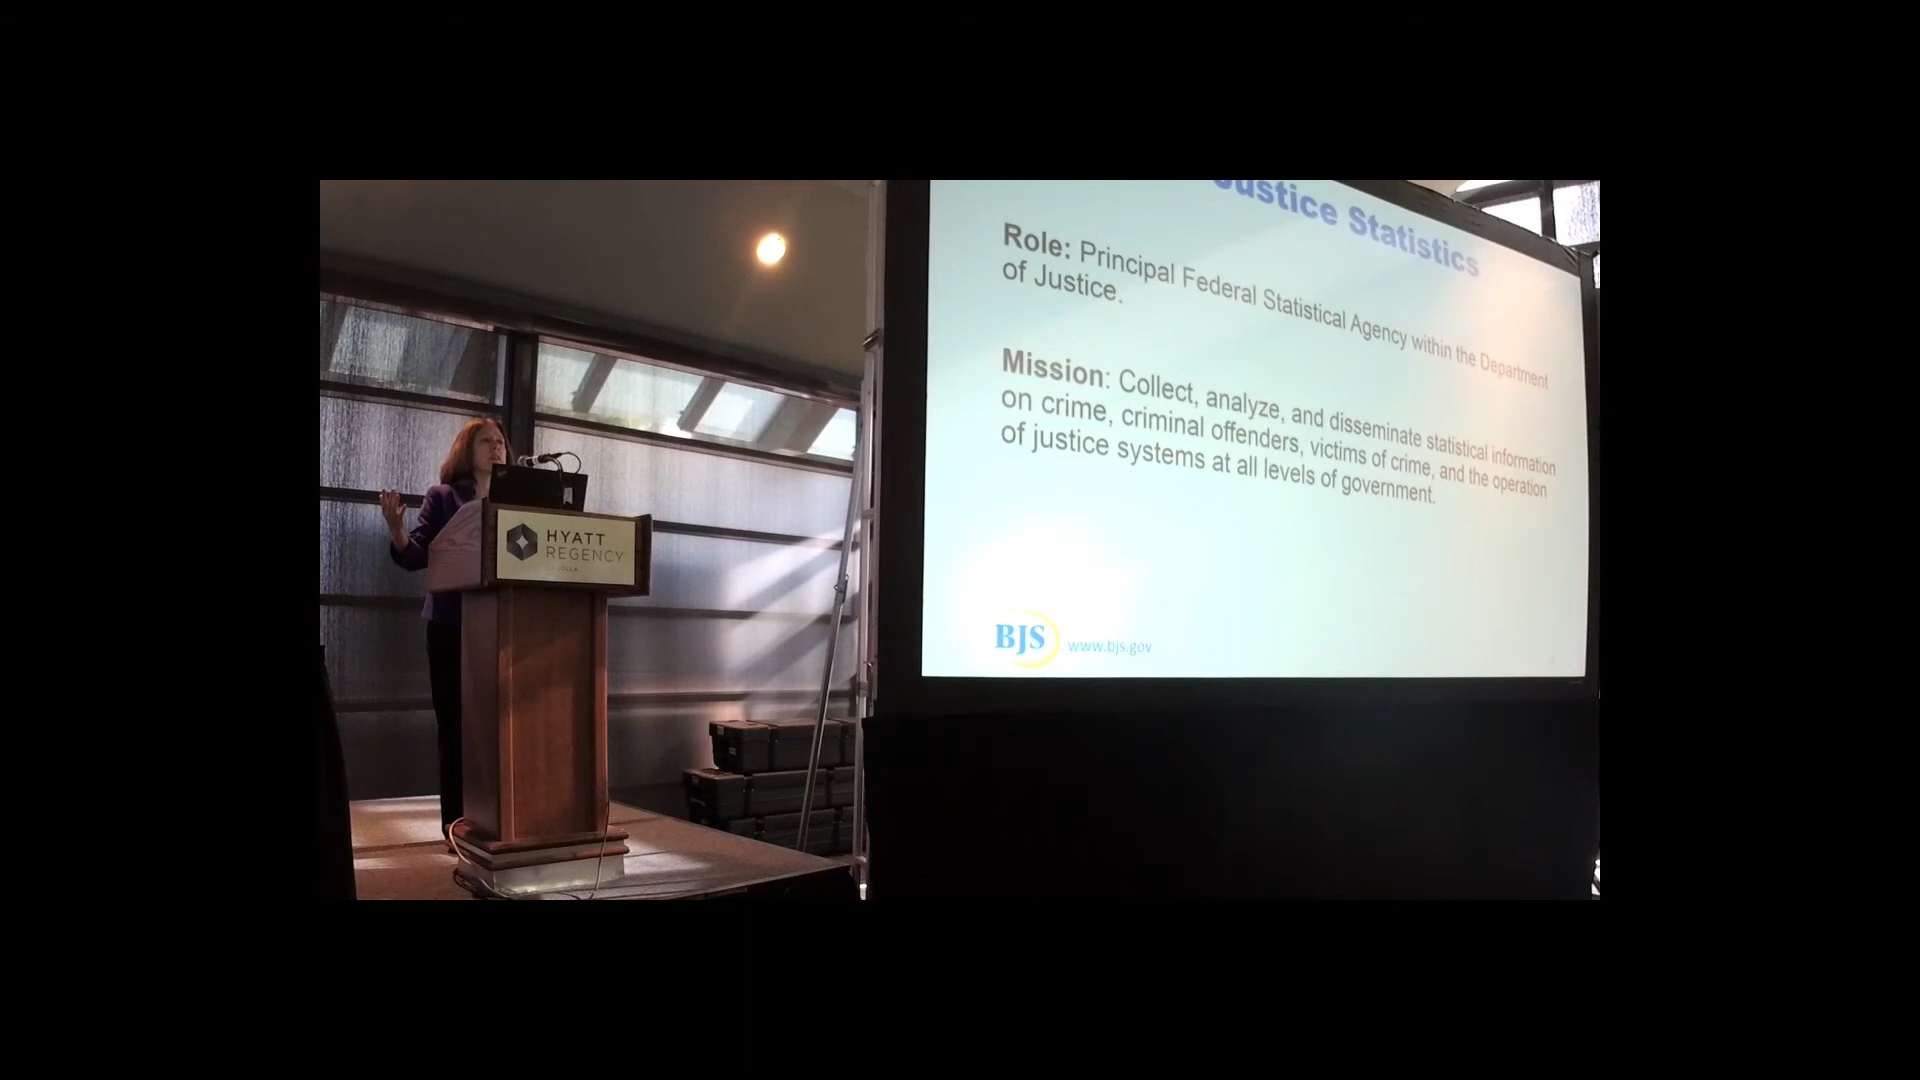 Justice Statistics
Role: Principal Federal Statistical Agency within the Department
of Justice.
Mission: Collect, analyze, and disseminate statistical information
on crime, criminal offenders, victims of crime, and the operation
of justice systems at all levels of government.
BJS www.bjs.gov
HYATT
REGENCY